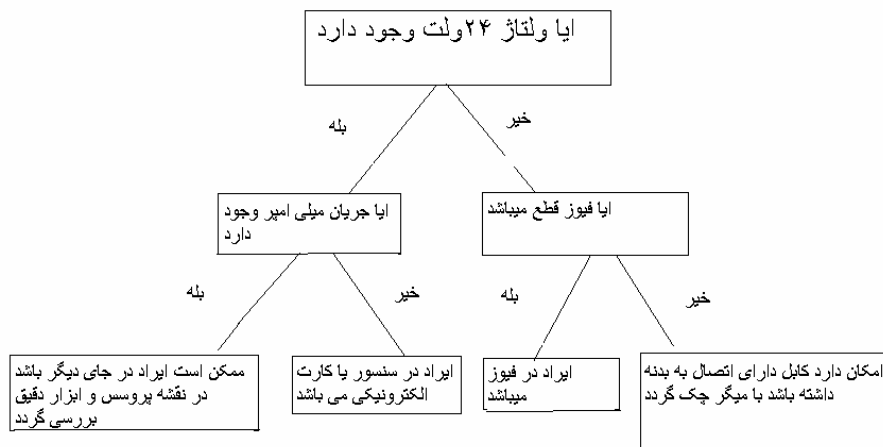 ایا ولتاژ ۲۴ولت وجود دارد
بله
خیر
ایا جریان میلی امپر وجود
دارد
ایا فیوز قطع میباشد
بله
خیر
بله
خیر
ممکن است ایراد در جای دیگر باشد
در نقشه پروسس و ابزار دقیق
بررسی گردد
ایراد در سنسور یا کارت
الکترونیکی می باشد
ایراد در فیوز
میباشد
امکان دارد کابل دارای اتصال به بدنه
داشته باشد با میگر چک گردد